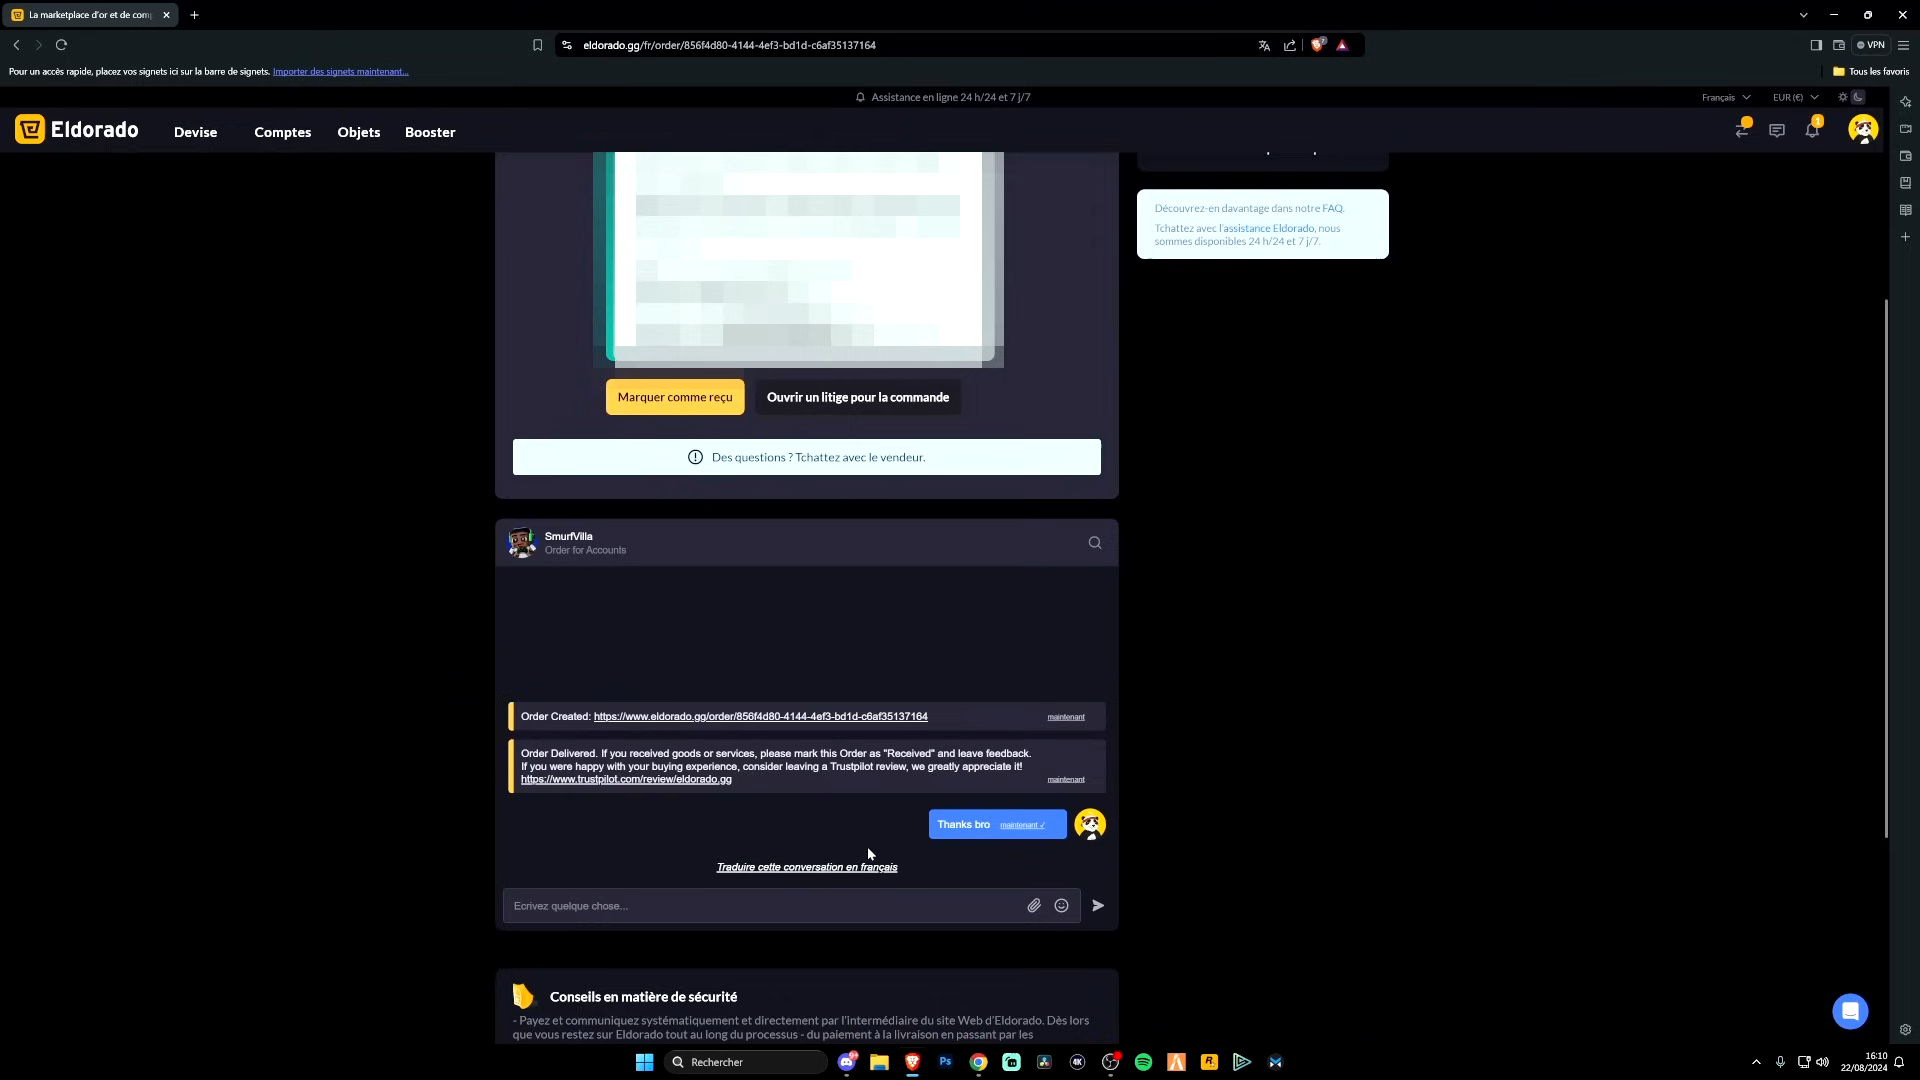 La marketplace d'or et de com
eldorado.gg/fr/order/856f4d80-4144-4ef3-bd1d-c6af35137164
7
VPN
Pour un accès rapide, placez vos signets ici sur la barre de signets. Importer des signets maintenant...
Tous les favoris
Assistance en ligne 24 h/24 et 7 j/7
Français
EUR (€)
Eldorado
Devise
Comptes
Objets
Booster
1
Découvrez-en davantage dans notre FAQ.
Tchattez avec l'assistance Eldorado, nous
sommes disponibles 24 h/24 et 7 j/7.
Marquer comme reçu
Ouvrir un litige pour la commande
Des questions ? Tchattez avec le vendeur.
SmurfVilla
Order for Accounts
Order Created: https://www.eldorado.gg/order/856f4d80-4144-4ef3-bd1d-c6af35137164
maintenant
Order Delivered. If you received goods or services, please mark this Order as "Received" and leave feedback.
If you were happy with your buying experience, consider leaving a Trustpilot review, we greatly appreciate it!
https://www.trustpilot.com/review/eldorado.gg
maintenant
Thanks bro
maintenant ✓
Traduire cette conversation en français
Ecrivez quelque chose...
Conseils en matière de sécurité
- Payez et communiquez systématiquement et directement par l'intermédiaire du site Web d'Eldorado. Dès lors
que vous restez sur Eldorado tout au long du processus - du paiement à la livraison en passant par les
Rechercher
Ps
4K
R
16:10
22/08/2024